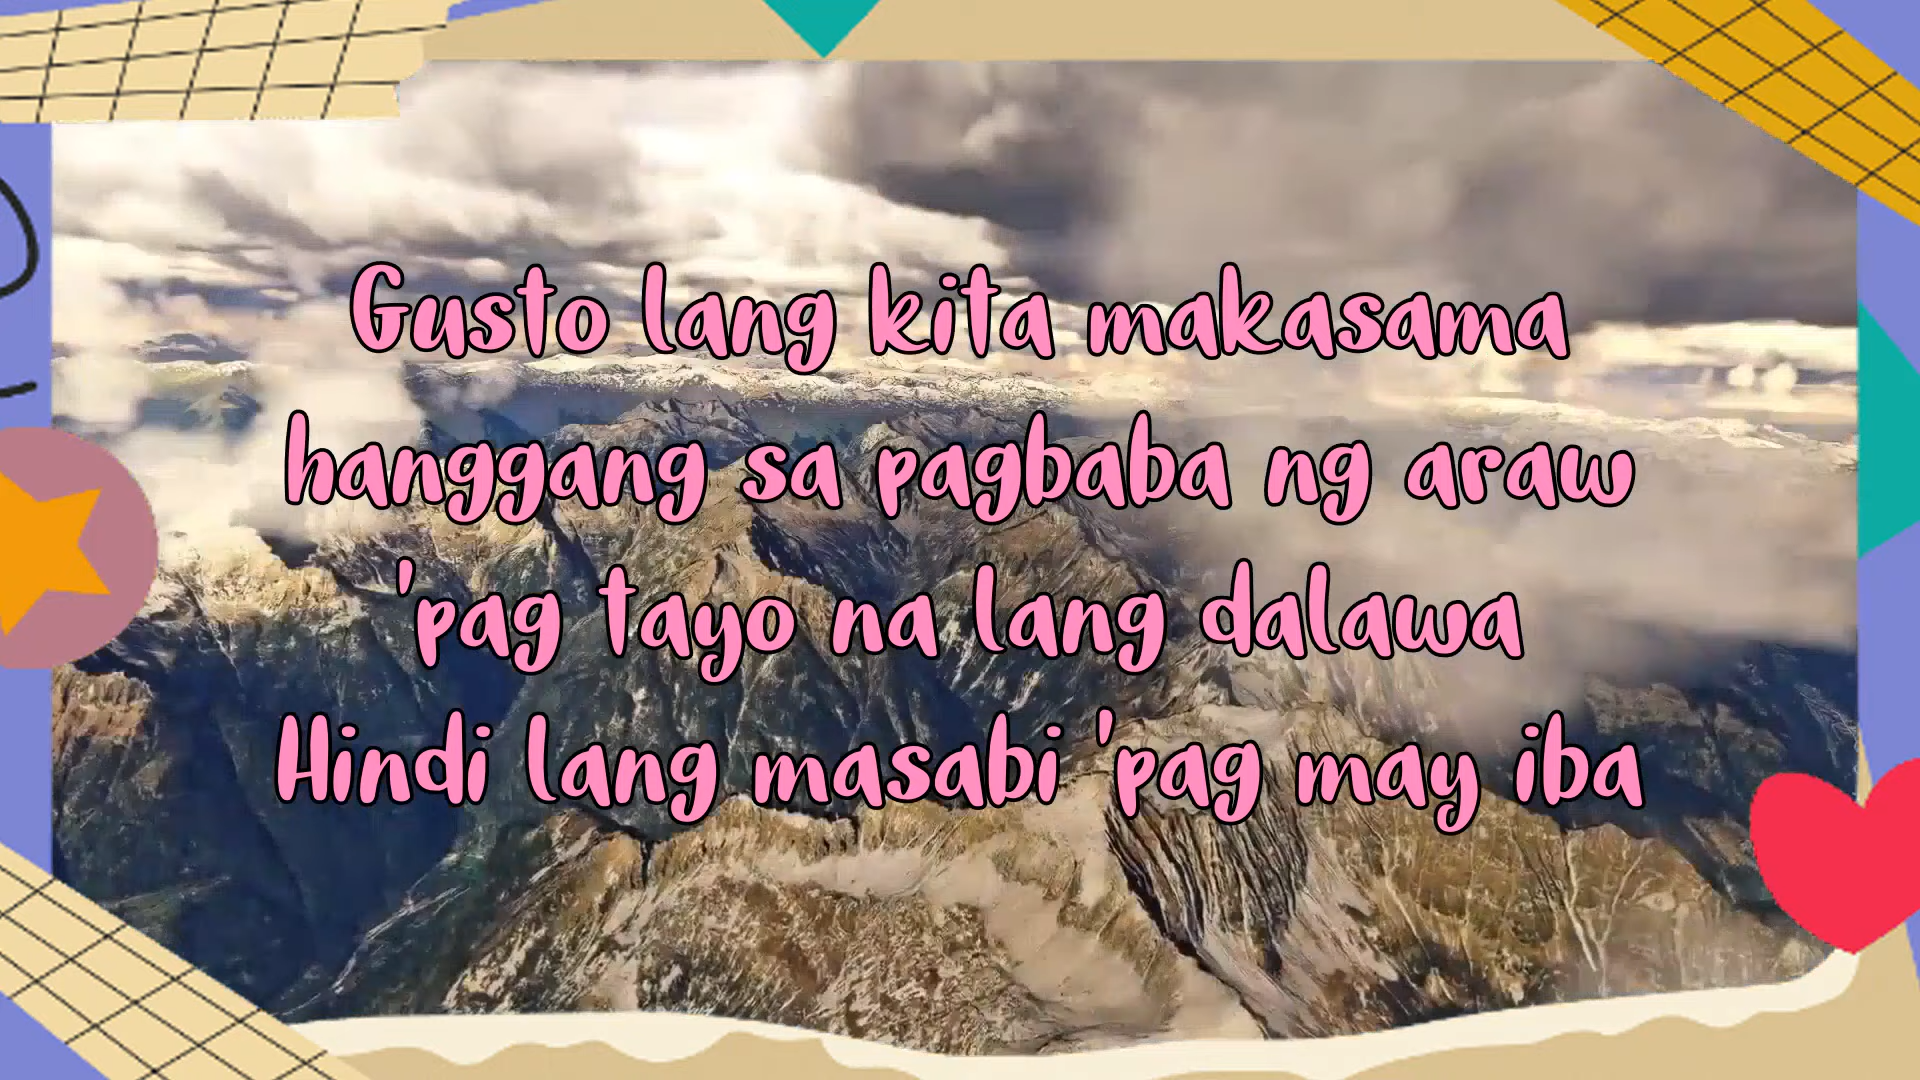 Gusto lang kita makasama
hanggang sa pagbaba ng araw
'pag tayo na lang dalawa
Hindi lang masabi 'pag may iba